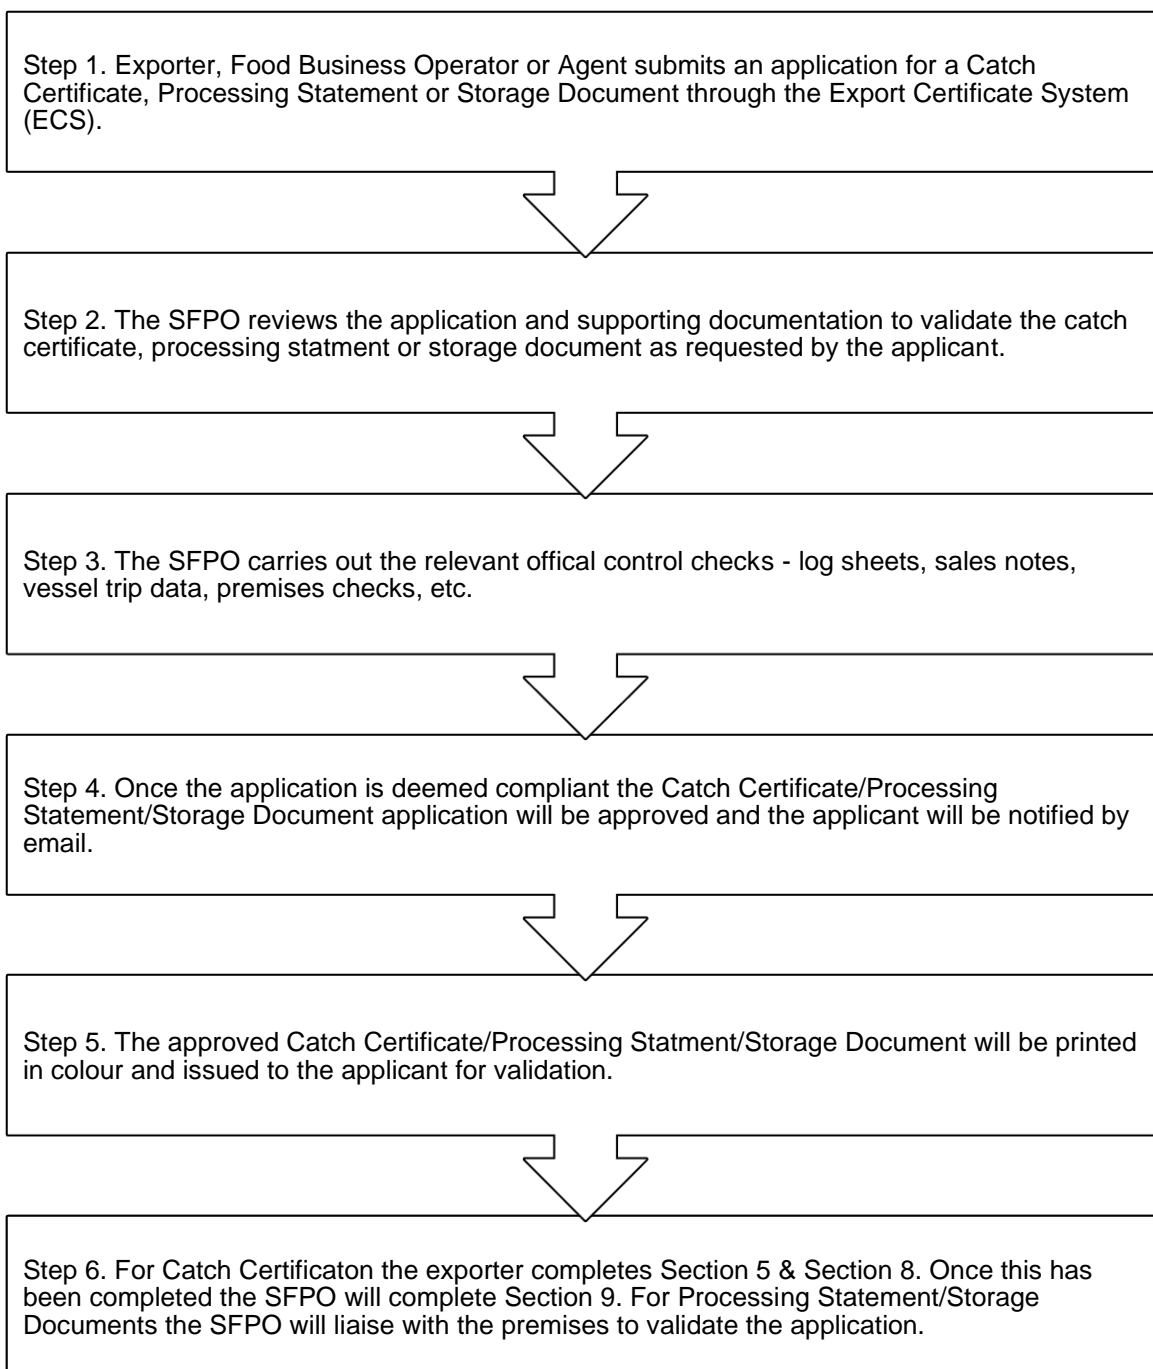 Step 1. Exporter, Food Business Operator or Agent submits an application for a Catch
Certificate, Processing Statement or Storage Document through the Export Certificate System
(ECS).
Step 2. The SFPO reviews the application and supporting documentation to validate the catch
certificate, processing statment or storage document as requested by the applicant.
Step 3. The SFPO carries out the relevant offical control checks - log sheets, sales notes,
vessel trip data, premises checks, etc.
Step 4. Once the application is deemed compliant the Catch Certificate/Processing
Statement/Storage Document application will be approved and the applicant will be notified by
email.
Step 5. The approved Catch Certificate/Processing Statment/Storage Document will be printed
in colour and issued to the applicant for validation.
Step 6. For Catch Certificaton the exporter completes Section 5 & Section 8. Once this has
been completed the SFPO will complete Section 9. For Processing Statement/Storage
Documents the SFPO will liaise with the premises to validate the application.